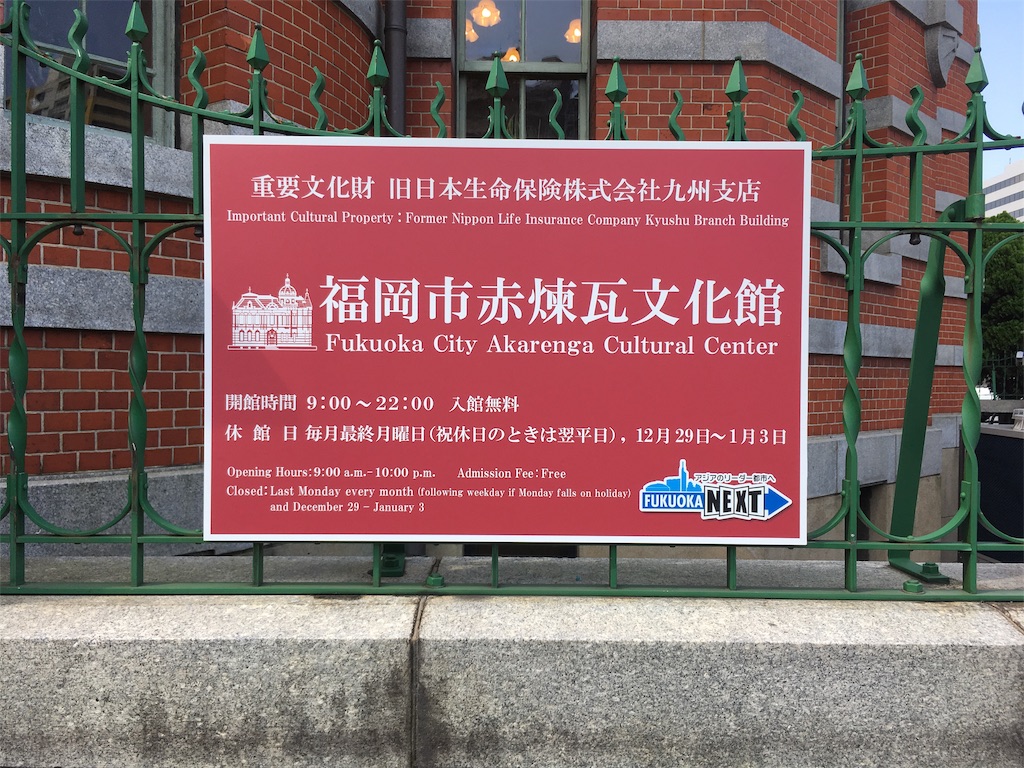 重要文化財 旧日本生命保険株式会社九州支店
Important Cultural Property：Former Nippon Life Insurance Company Kyushu Branch Building
福岡市赤煉瓦文化館
Fukuoka City Akarenga Cultural Center
開館時間 9：00～22：00 入館無料
休館日 毎月最終月曜日（祝休日のときは翌平日），12月29日～1月3日
Opening Hours：9:00 a.m.－10:00 p.m. Admission Fee：Free
Closed：Last Monday every month (following weekday if Monday falls on holiday)
and December 29 － January 3
アジアのリーダー都市へ
FUKUOKA NEXT